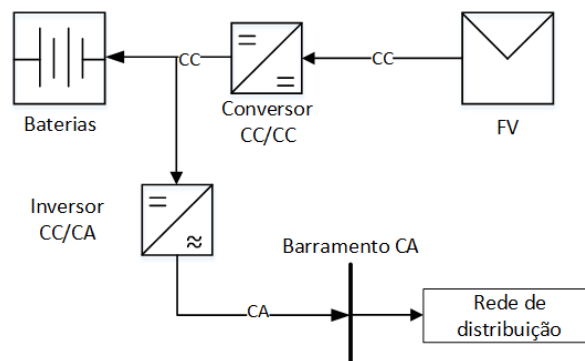 CC
CC
Baterias
Conversor
CC/CC
FV
Inversor
CC/CA
Barramento CA
CA
Rede de
distribuição